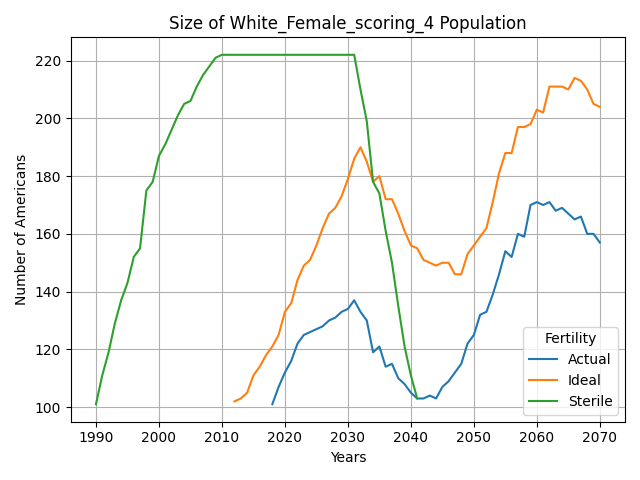 Size of White_Female_scoring_4 Population
Number of Americans
220
200
180
160
140
120
100
1990 2000 2010 2020 2030 2040 2050 2060 2070
Years
Fertility
Actual
Ideal
Sterile